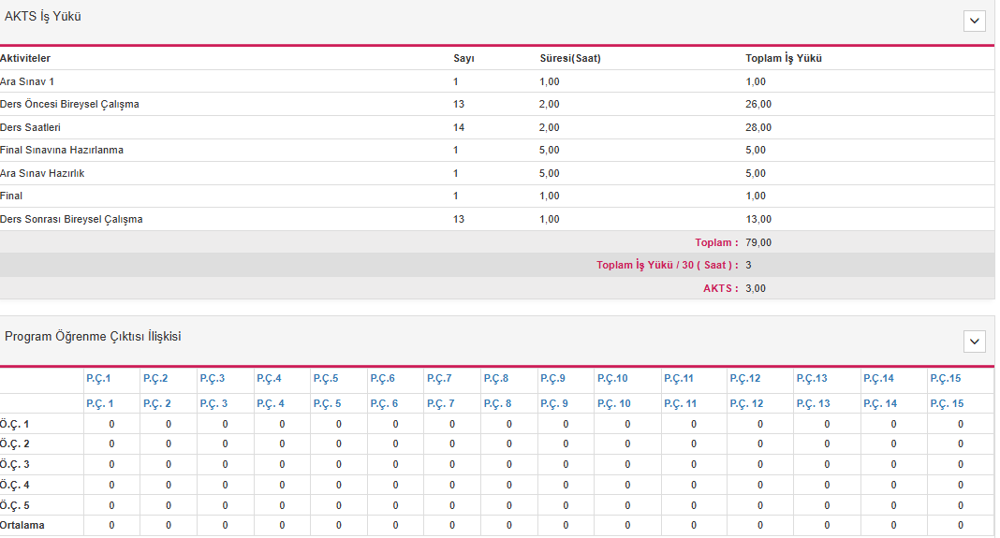 AKTS İş Yükü
Aktiviteler Sayı Süresi(Saat) Toplam İş Yükü
Ara Sınav 1 1 1,00 1,00
Ders Öncesi Bireysel Çalışma 13 2,00 26,00
Ders Saatleri 14 2,00 28,00
Final Sınavına Hazırlanma 1 5,00 5,00
Ara Sınav Hazırlık 1 5,00 5,00
Final 1 1,00 1,00
Ders Sonrası Bireysel Çalışma 13 1,00 13,00
Toplam : 79,00
Toplam İş Yükü / 30 ( Saat ) : 3
AKTS : 3,00
Program Öğrenme Çıktısı İlişkisi
P.Ç.1 P.Ç.2 P.Ç.3 P.Ç.4 P.Ç.5 P.Ç.6 P.Ç.7 P.Ç.8 P.Ç.9 P.Ç.10 P.Ç.11 P.Ç.12 P.Ç.13 P.Ç.14 P.Ç.15
P.Ç. 1 P.Ç. 2 P.Ç. 3 P.Ç. 4 P.Ç. 5 P.Ç. 6 P.Ç. 7 P.Ç. 8 P.Ç. 9 P.Ç. 10 P.Ç. 11 P.Ç. 12 P.Ç. 13 P.Ç. 14 P.Ç. 15
Ö.Ç. 1 0 0 0 0 0 0 0 0 0 0 0 0 0 0 0
Ö.Ç. 2 0 0 0 0 0 0 0 0 0 0 0 0 0 0 0
Ö.Ç. 3 0 0 0 0 0 0 0 0 0 0 0 0 0 0 0
Ö.Ç. 4 0 0 0 0 0 0 0 0 0 0 0 0 0 0 0
Ö.Ç. 5 0 0 0 0 0 0 0 0 0 0 0 0 0 0 0
Ortalama 0 0 0 0 0 0 0 0 0 0 0 0 0 0 0